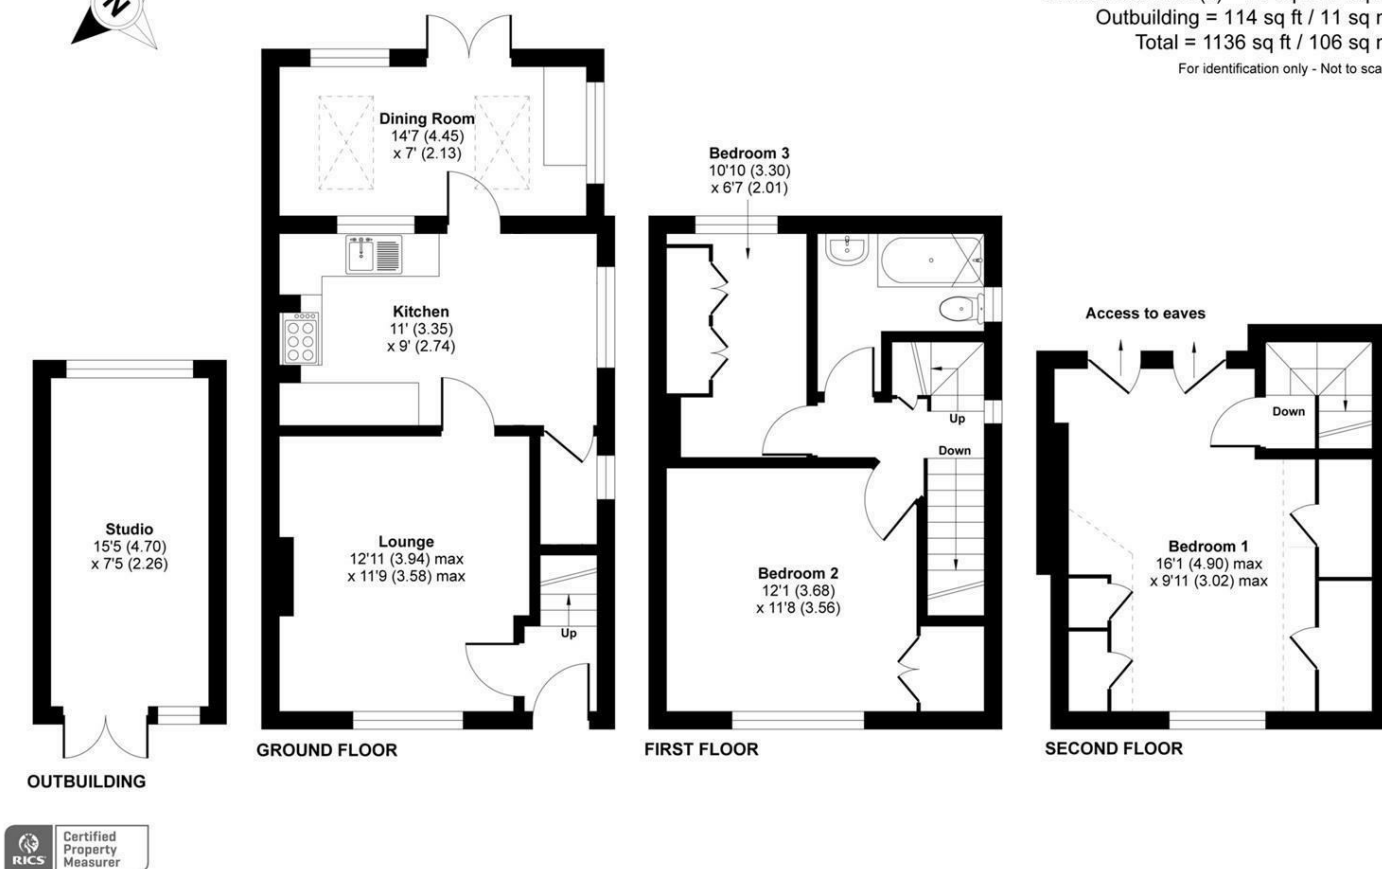 N
Outbuilding = 114 sq ft / 11 sq
Total = 1136 sq ft / 106 sq
For identification only - Not to
Dining Room
14'7 (4.45)
x 7' (2.13)
Bedroom 3
10'10 (3.30)
x 6'7 (2.01)
Kitchen
11' (3.35)
x 9' (2.74)
Access to eaves
Up
Down
Down
Studio
15'5 (4.70)
x 7'5 (2.26)
Lounge
12'11 (3.94) max
x 11'9 (3.58) max
Up
Bedroom 2
12'1 (3.68)
x 11'8 (3.56)
Bedroom 1
16'1 (4.90) max
x 9'11 (3.02) max
GROUND FLOOR
FIRST FLOOR
SECOND FLOOR
OUTBUILDING
RICS
Certified
Property
Measurer